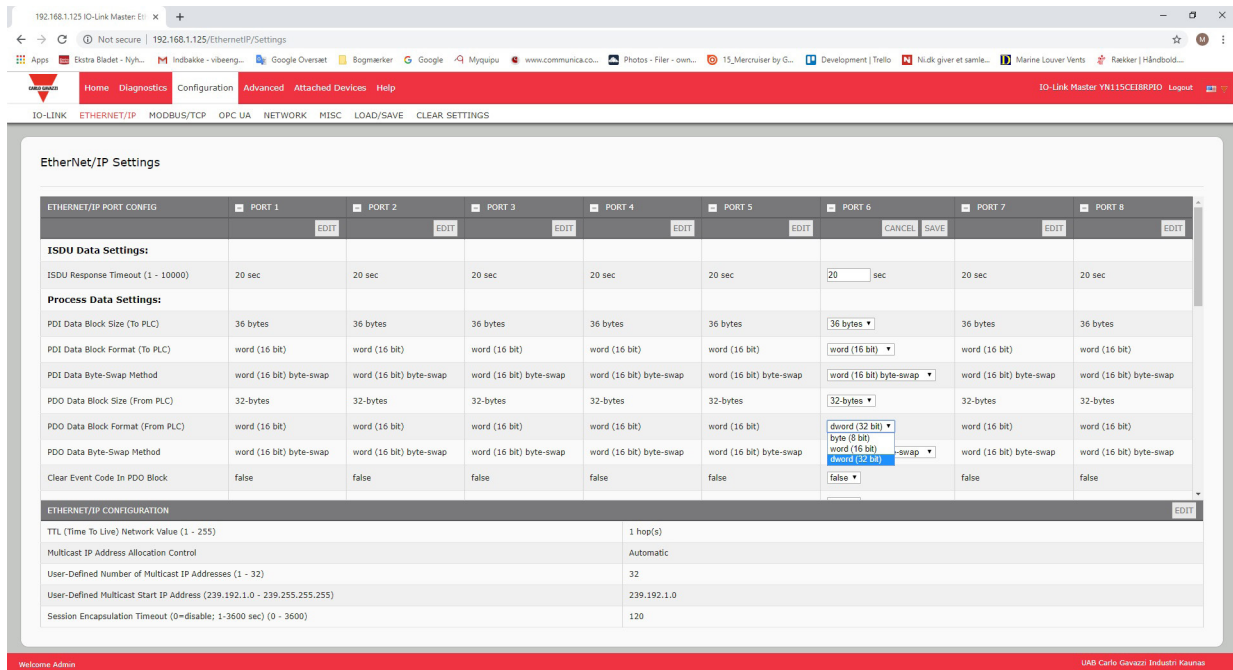 192.168.1.125 IO-Link Master: Et
Not secure | 192.168.1.125/EthernetIP/Settings
Apps Ekstra Bladet - Nyh... Indbakke - vibeeng... Google Oversæt Bogmærker Google Myquipu www.communica.co... Photos - Filer - own... 15_Mercruiser by G... Development | Trello Ni.dk giver et samle... Marine Louver Vents Rækker | Håndbold....
CARLO GAVAZZI Home Diagnostics Configuration Advanced Attached Devices Help IO-Link Master YN115CEI8RPIO Logout
IO-LINK ETHERNET/IP MODBUS/TCP OPC UA NETWORK MISC LOAD/SAVE CLEAR SETTINGS
EtherNet/IP Settings
ETHERNET/IP PORT CONFIG PORT 1 PORT 2 PORT 3 PORT 4 PORT 5 PORT 6 PORT 7 PORT 8
EDIT EDIT EDIT EDIT EDIT CANCEL SAVE EDIT EDIT
ISDU Data Settings:
ISDU Response Timeout (1 - 10000) 20 sec 20 sec 20 sec 20 sec 20 sec 20 sec 20 sec 20 sec
Process Data Settings:
PDI Data Block Size (To PLC) 36 bytes 36 bytes 36 bytes 36 bytes 36 bytes 36 bytes 36 bytes 36 bytes
PDI Data Block Format (To PLC) word (16 bit) word (16 bit) word (16 bit) word (16 bit) word (16 bit) word (16 bit) word (16 bit) word (16 bit)
PDI Data Byte-Swap Method word (16 bit) byte-swap word (16 bit) byte-swap word (16 bit) byte-swap word (16 bit) byte-swap word (16 bit) byte-swap word (16 bit) byte-swap word (16 bit) byte-swap word (16 bit) byte-swap
PDO Data Block Size (From PLC) 32-bytes 32-bytes 32-bytes 32-bytes 32-bytes 32-bytes 32-bytes 32-bytes
PDO Data Block Format (From PLC) word (16 bit) word (16 bit) word (16 bit) word (16 bit) word (16 bit) dword (32 bit) word (16 bit) word (16 bit)
byte (8 bit)
word (16 bit)
dword (32 bit)
PDO Data Byte-Swap Method word (16 bit) byte-swap word (16 bit) byte-swap word (16 bit) byte-swap word (16 bit) byte-swap word (16 bit) byte-swap -swap word (16 bit) byte-swap word (16 bit) byte-swap
Clear Event Code In PDO Block false false false false false false false false
ETHERNET/IP CONFIGURATION EDIT
TTL (Time To Live) Network Value (1 - 255) 1 hop(s)
Multicast IP Address Allocation Control Automatic
User-Defined Number of Multicast IP Addresses (1 - 32) 32
User-Defined Multicast Start IP Address (239.192.1.0 - 239.255.255.255) 239.192.1.0
Session Encapsulation Timeout (0=disable; 1-3600 sec) (0 - 3600) 120
Welcome Admin UAB Carlo Gavazzi Industri Kaunas